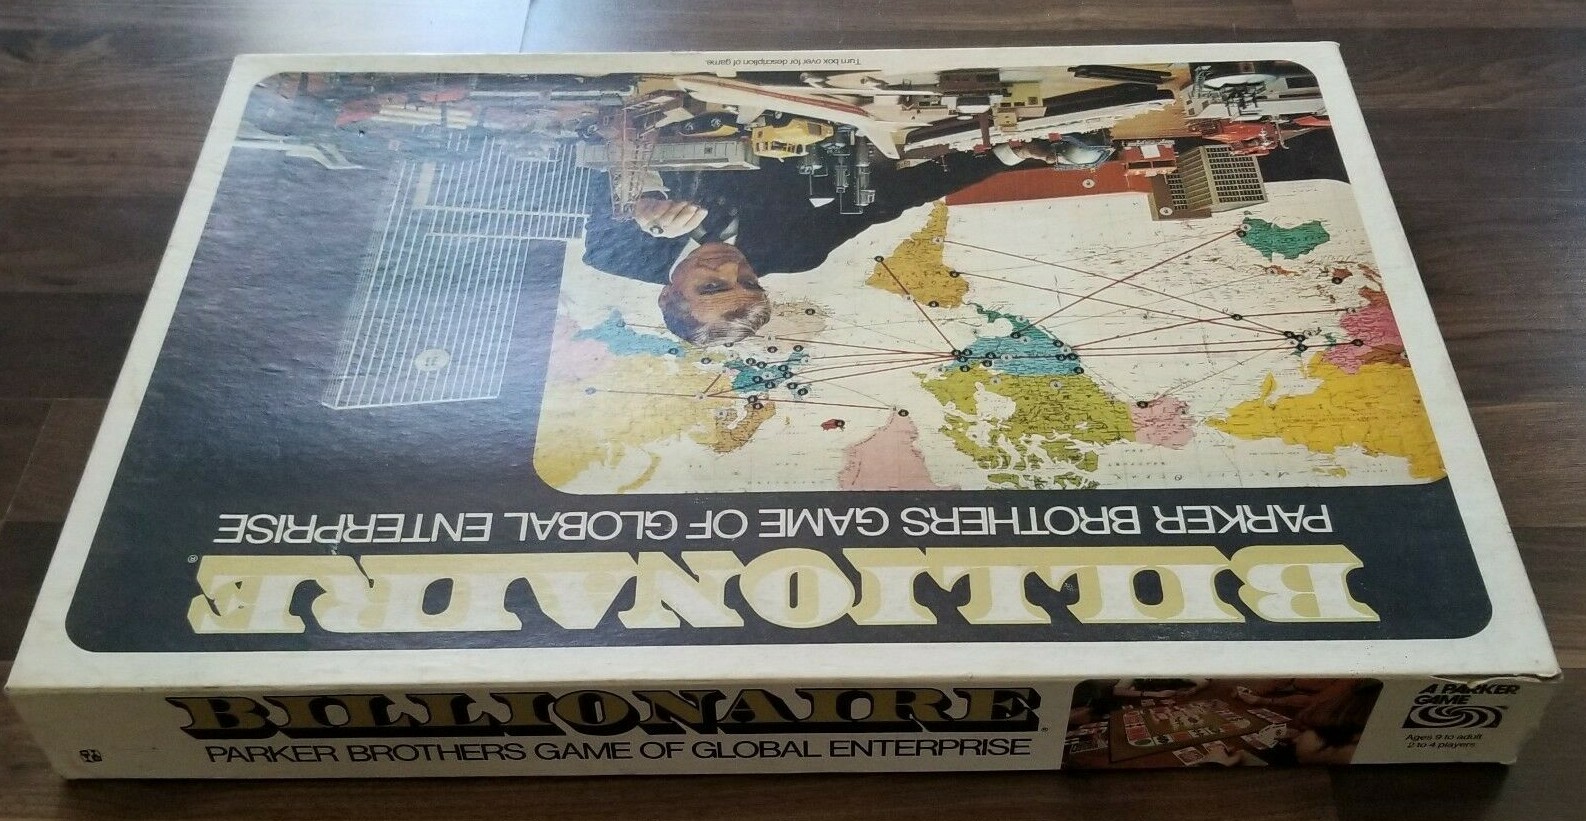 Turn box over for description of game.
PARKER BROTHERS GAME OF GLOBAL ENTERPRISE
BILLIONAIRE®
BILLIONAIRE
PARKER BROTHERS GAME OF GLOBAL ENTERPRISE
A PARKER
GAME
Ages 9 to adult
2 to 4 players